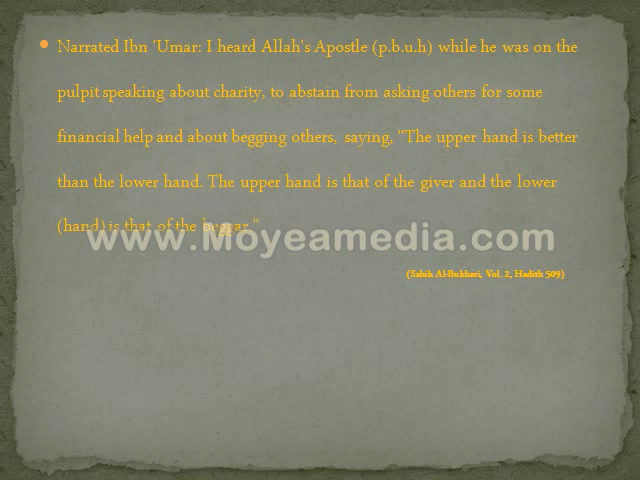 • Narrated Ibn 'Umar: I heard Allah's Apostle (p.b.u.h) while he was on the
pulpit speaking about charity, to abstain from asking others for some
financial help and about begging others, saying, "The upper hand is better
than the lower hand. The upper hand is that of the giver and the lower
(hand) is that of the beggar."
www.Moyeamedia.com
(Sahih Al-Bukhari, Vol. 2, Hadith 509)